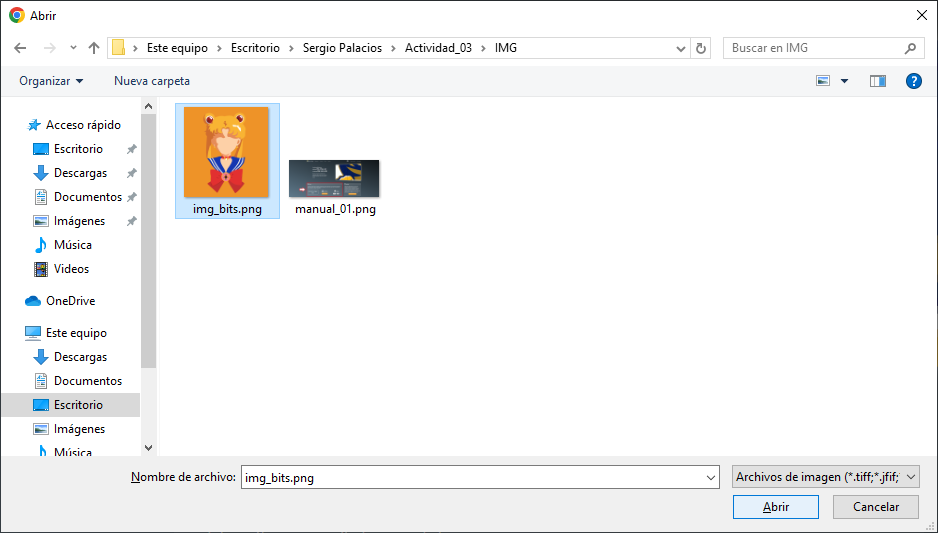 Abrir
Este equipo > Escritorio > Sergio Palacios > Actividad_03 > IMG
Buscar en IMG
Organizar
Nueva carpeta
Acceso rápido
Escritorio
Descargas
Documentos
Imágenes
Música
Videos
OneDrive
Este equipo
Descargas
Documentos
Escritorio
Imágenes
Música
img_bits.png
manual_01.png
Nombre de archivo:
img_bits.png
Archivos de imagen (*.tiff;*.jfif;
Abrir
Cancelar